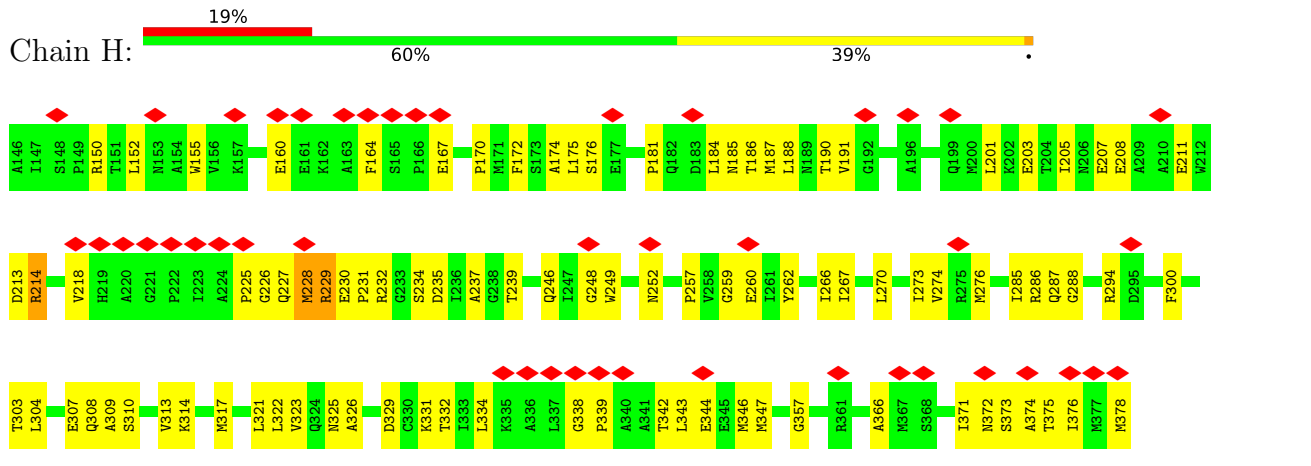 19%
Chain H:
60% 39% •
A146 I147 S148 P149 R150 T151 L152 N153 A154 W155 V156 K157 E160 E161 K162 A163 F164 S165 P166 E167 P170 M171 F172 S173 A174 L175 S176 E177 P181 Q182 D183 L184 N185 T186 M187 L188 N189 T190 V191 G192 A196 Q199 M200 L201 K202 E203 T204 I205 N206 E207 E208 A209 A210 E211 W212
D213 R214 V218 H219 A220 G221 P222 I223 A224 P225 G226 Q227 M228 R229 E230 P231 R232 G233 S234 D235 I236 A237 G238 T239 Q246 I247 G248 W249 N252 P257 V258 G259 E260 I261 Y262 I266 I267 L270 I273 V274 R275 M276 I285 R286 Q287 G288 R294 D295 F300
T303 L304 E307 Q308 A309 S310 V313 K314 M317 L321 L322 V323 Q324 N325 A326 D329 C330 K331 T332 I333 L334 K335 A336 L337 G338 P339 A340 A341 T342 L343 E344 E345 M346 M347 G357 R361 A366 M367 S368 I371 N372 S373 A374 T375 I376 M377 M378